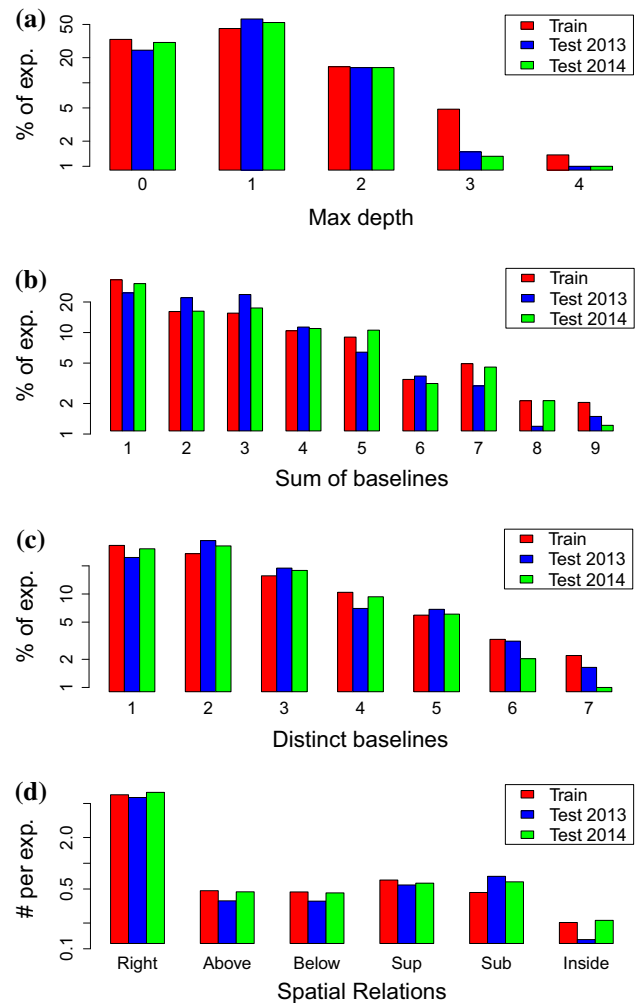 (a)
Train
Test 2013
Test 2014
% of exp.
50
20
5
2
1
0 1 2 3 4
Max depth
(b)
Train
Test 2013
Test 2014
% of exp.
20
10
5
2
1
1 2 3 4 5 6 7 8 9
Sum of baselines
(c)
Train
Test 2013
Test 2014
% of exp.
10
5
2
1
1 2 3 4 5 6 7
Distinct baselines
(d)
Train
Test 2013
Test 2014
# per exp.
2.0
0.5
0.1
Right Above Below Sup Sub Inside
Spatial Relations